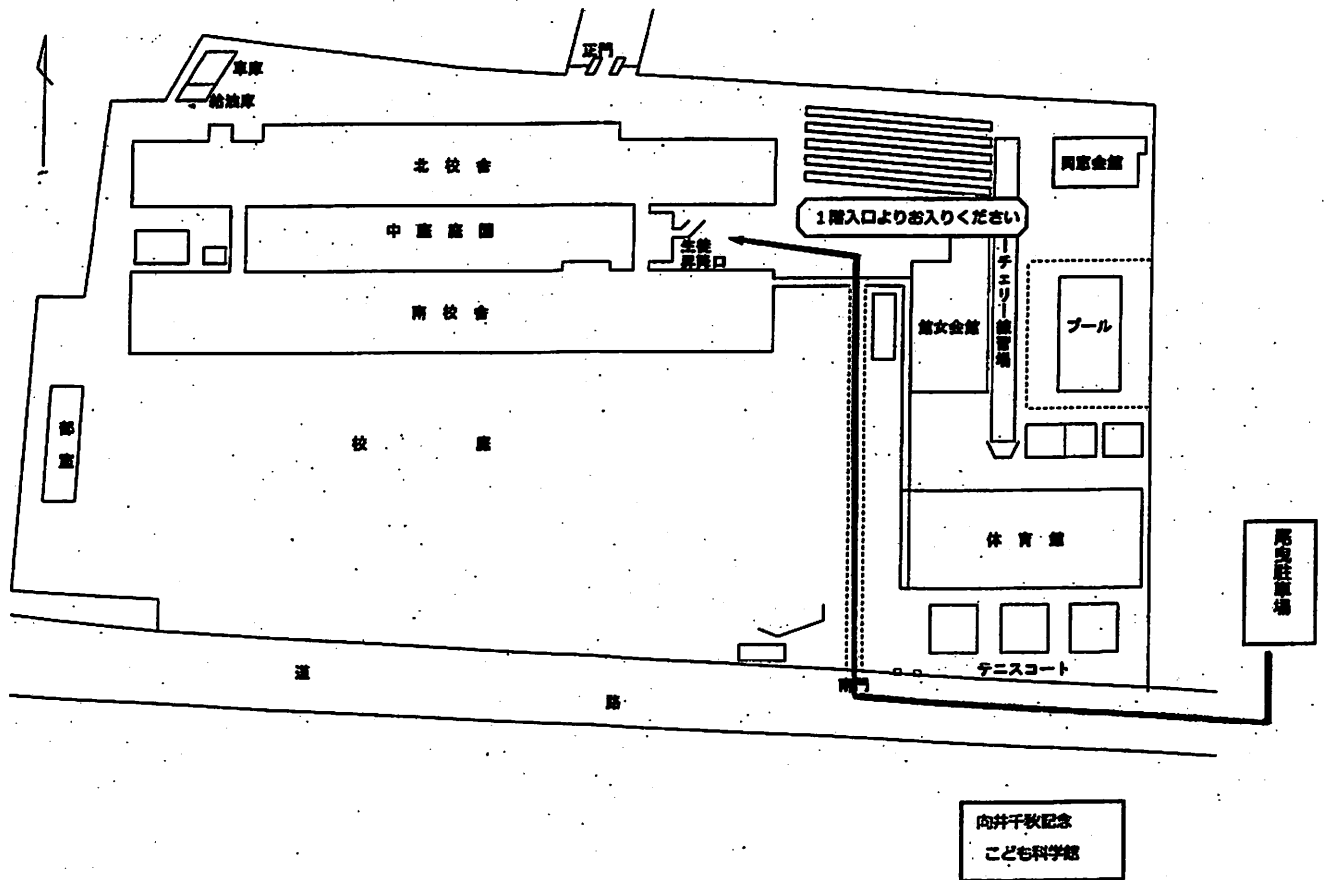 正門
車庫
給油庫
北校舎
同窓会館
1階入口よりお入りください
中庭庭園
生徒
昇降口
アーチェリー練習場
南校舎
館女会館
プール
部室
校庭
体育館
尾曳駐車場
テニスコート
南門
道路
向井千秋記念
こども科学館